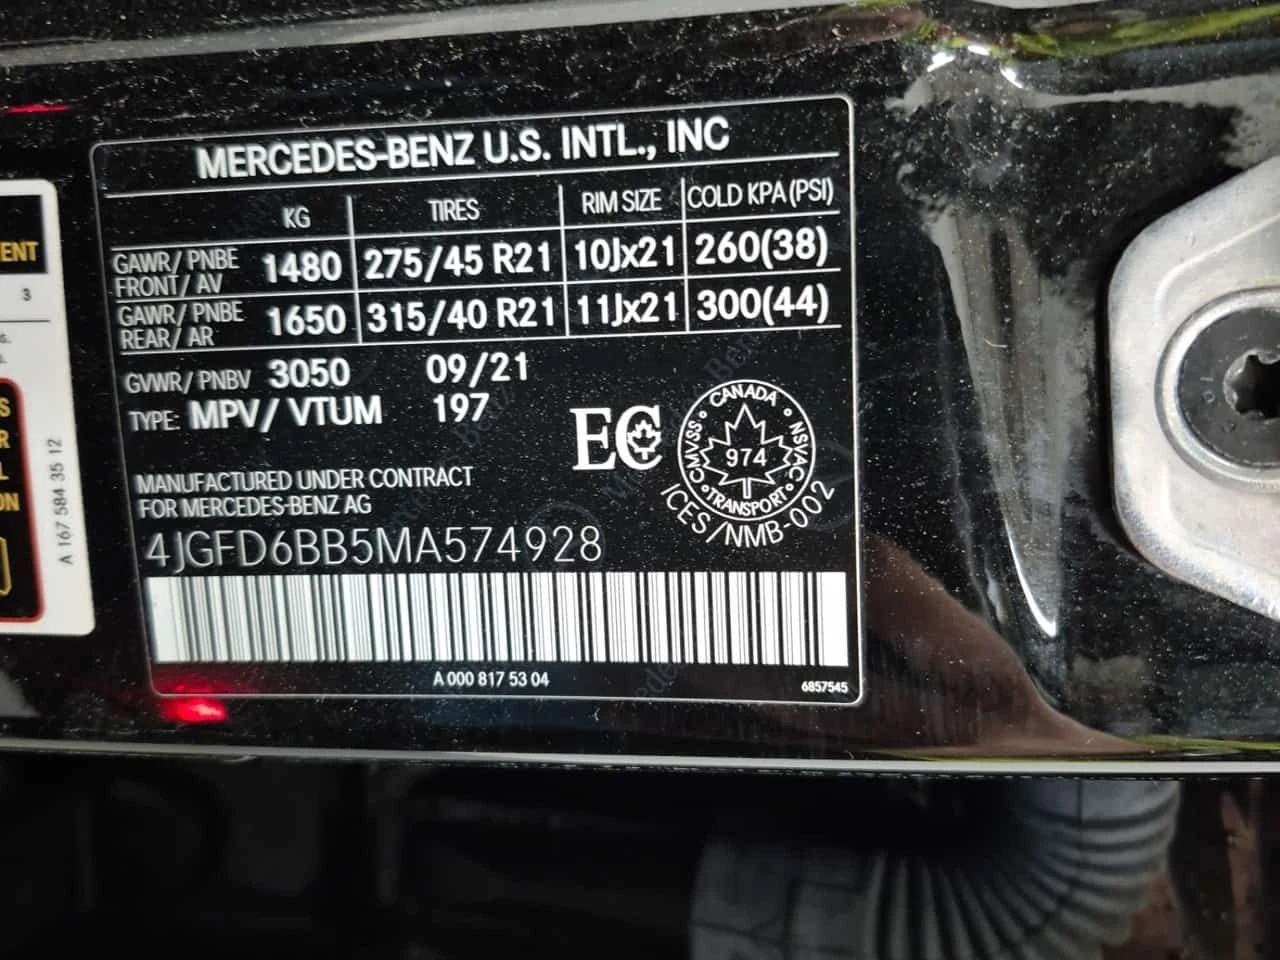 MERCEDES-BENZ U.S. INTL., INC
KG TIRES RIM SIZE COLD KPA (PSI)
GAWR/ PNBE FRONT/ AV 1480 275/45 R21 10Jx21 260(38)
GAWR/ PNBE REAR/ AR 1650 315/40 R21 11Jx21 300(44)
GVWR/ PNBV 3050 09/21
TYPE: MPV/ VTUM 197
EC
CANADA
CMVSS NSVAC
974
TRANSPORT
ICES/NMB-002
MANUFACTURED UNDER CONTRACT
FOR MERCEDES-BENZ AG
4JGFD6BB5MA574928
A 000 817 53 04
6857545
ENT
3
S
R
L
ON
A 167 584 35 12